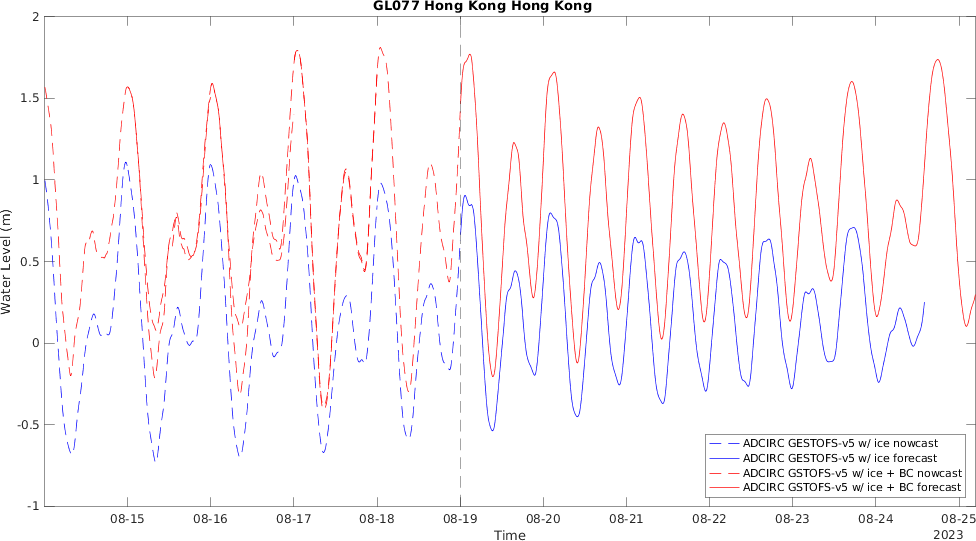 GL077 Hong Kong Hong Kong
2
1.5
1
0.5
0
-0.5
-1
Water Level (m)
ADCIRC GESTOFS-v5 w/ ice nowcast
ADCIRC GESTOFS-v5 w/ ice forecast
ADCIRC GSTOFS-v5 w/ ice + BC nowcast
ADCIRC GSTOFS-v5 w/ ice + BC forecast
08-15 08-16 08-17 08-18 08-19 08-20 08-21 08-22 08-23 08-24 08-25
Time
2023